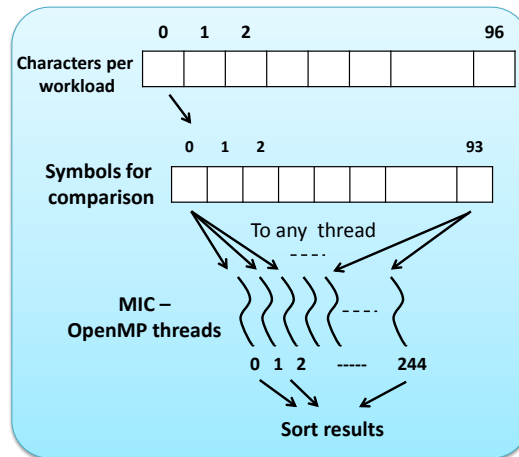 0 1 2 96
Characters per
workload
0 1 2 93
Symbols for
comparison
To any thread
-----
MIC –
OpenMP threads
-----
0 1 2 ----- 244
Sort results